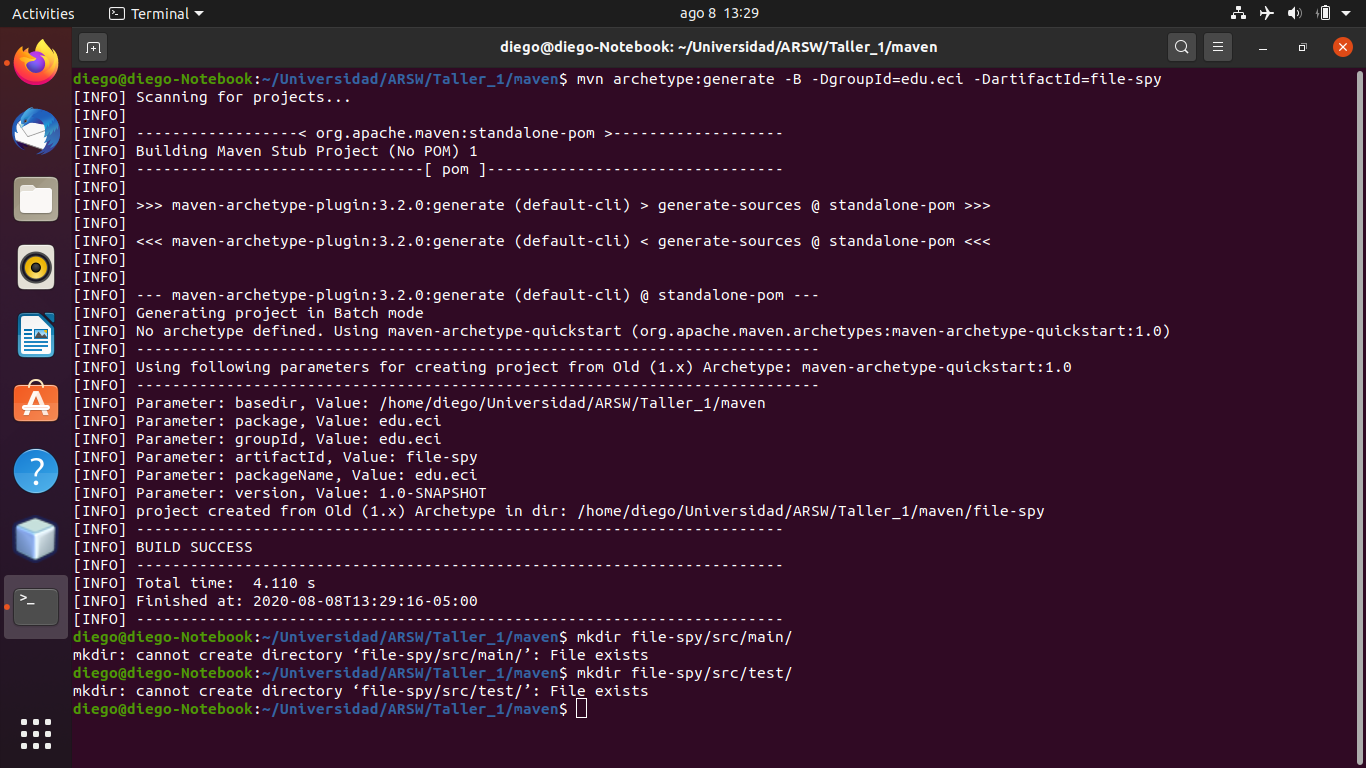 Activities Terminal ago 8 13:29
diego@diego-Notebook: ~/Universidad/ARSW/Taller_1/maven
diego@diego-Notebook:~/Universidad/ARSW/Taller_1/maven$ mvn archetype:generate -B -DgroupId=edu.eci -DartifactId=file-spy
[INFO] Scanning for projects...
[INFO]
[INFO] ------------------< org.apache.maven:standalone-pom >-------------------
[INFO] Building Maven Stub Project (No POM) 1
[INFO] --------------------------------[ pom ]---------------------------------
[INFO]
[INFO] >>> maven-archetype-plugin:3.2.0:generate (default-cli) > generate-sources @ standalone-pom >>>
[INFO]
[INFO] <<< maven-archetype-plugin:3.2.0:generate (default-cli) < generate-sources @ standalone-pom <<<
[INFO]
[INFO]
[INFO] --- maven-archetype-plugin:3.2.0:generate (default-cli) @ standalone-pom ---
[INFO] Generating project in Batch mode
[INFO] No archetype defined. Using maven-archetype-quickstart (org.apache.maven.archetypes:maven-archetype-quickstart:1.0)
[INFO] ----------------------------------------------------------------------------
[INFO] Using following parameters for creating project from Old (1.x) Archetype: maven-archetype-quickstart:1.0
[INFO] ----------------------------------------------------------------------------
[INFO] Parameter: basedir, Value: /home/diego/Universidad/ARSW/Taller_1/maven
[INFO] Parameter: package, Value: edu.eci
[INFO] Parameter: groupId, Value: edu.eci
[INFO] Parameter: artifactId, Value: file-spy
[INFO] Parameter: packageName, Value: edu.eci
[INFO] Parameter: version, Value: 1.0-SNAPSHOT
[INFO] project created from Old (1.x) Archetype in dir: /home/diego/Universidad/ARSW/Taller_1/maven/file-spy
[INFO] ------------------------------------------------------------------------
[INFO] BUILD SUCCESS
[INFO] ------------------------------------------------------------------------
[INFO] Total time:  4.110 s
[INFO] Finished at: 2020-08-08T13:29:16-05:00
[INFO] ------------------------------------------------------------------------
diego@diego-Notebook:~/Universidad/ARSW/Taller_1/maven$ mkdir file-spy/src/main/
mkdir: cannot create directory ‘file-spy/src/main/’: File exists
diego@diego-Notebook:~/Universidad/ARSW/Taller_1/maven$ mkdir file-spy/src/test/
mkdir: cannot create directory ‘file-spy/src/test/’: File exists
diego@diego-Notebook:~/Universidad/ARSW/Taller_1/maven$